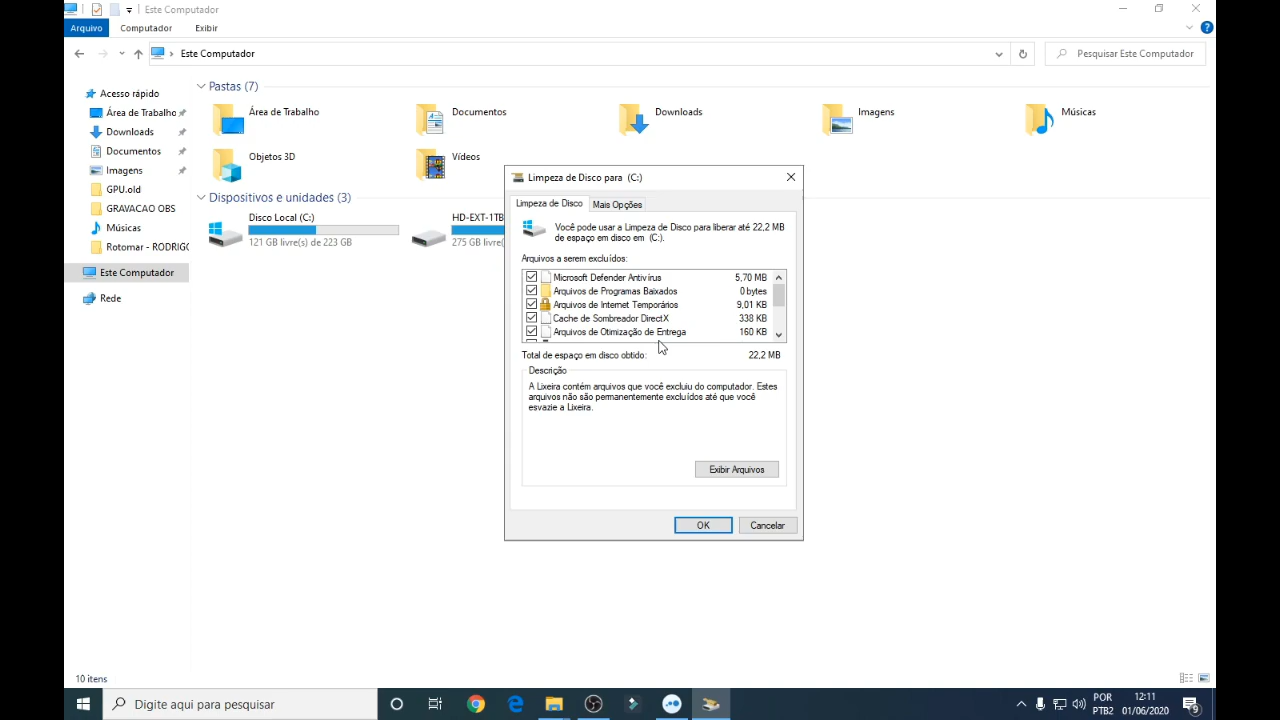 Este Computador
Arquivo
Computador
Exibir
Este Computador
Pesquisar Este Computador
Acesso rápido
Área de Trabalho
Downloads
Documentos
Imagens
GPU.old
GRAVACAO OBS
Músicas
Rotomar - RODRIG
Este Computador
Rede
Pastas (7)
Área de Trabalho
Documentos
Downloads
Imagens
Músicas
Objetos 3D
Vídeos
Dispositivos e unidades (3)
Disco Local (C:)
121 GB livre(s) de 223 GB
HD-EXT-1TB
275 GB livre(s)
Limpeza de Disco para (C:)
Limpeza de Disco
Mais Opções
Você pode usar a Limpeza de Disco para liberar até 22,2 MB
de espaço em disco em (C:).
Arquivos a serem excluídos:
Microsoft Defender Antivírus 5,70 MB
Arquivos de Programas Baixados 0 bytes
Arquivos de Internet Temporários 9,01 KB
Cache de Sombreador DirectX 338 KB
Arquivos de Otimização de Entrega 160 KB
Total de espaço em disco obtido: 22,2 MB
Descrição
A Lixeira contém arquivos que você excluiu do computador. Estes
arquivos não são permanentemente excluídos até que você
esvazie a Lixeira.
Exibir Arquivos
OK
Cancelar
10 itens
Digite aqui para pesquisar
POR
PTB2
12:11
01/06/2020
9